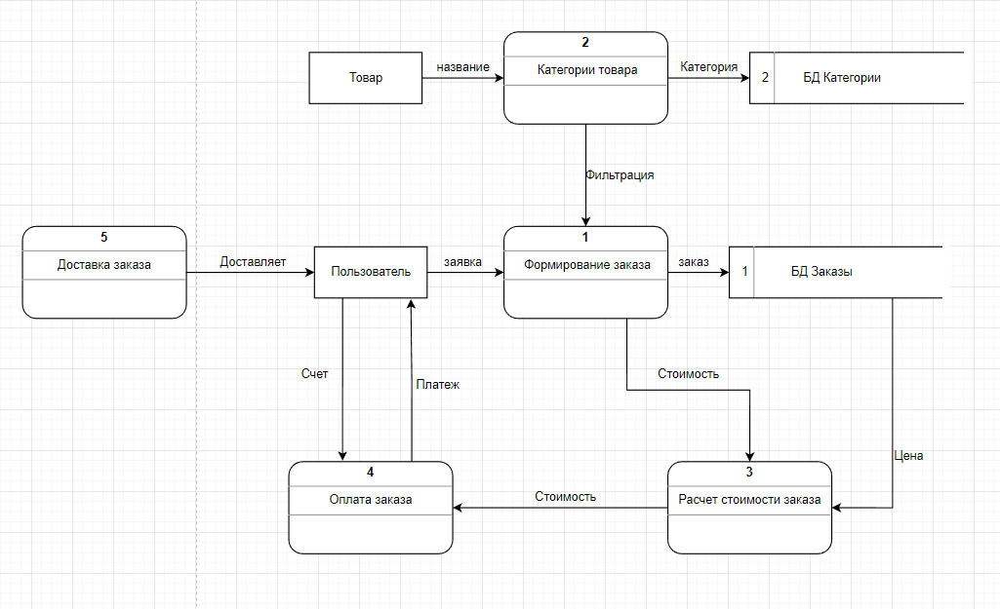 2
Товар
название
Категории товара
Категория
2
БД Категории
Фильтрация
5
1
Доставка заказа
Доставляет
Пользователь
заявка
Формирование заказа
заказ
1
БД Заказы
Счет
Платеж
Стоимость
Цена
4
3
Оплата заказа
Стоимость
Расчет стоимости заказа